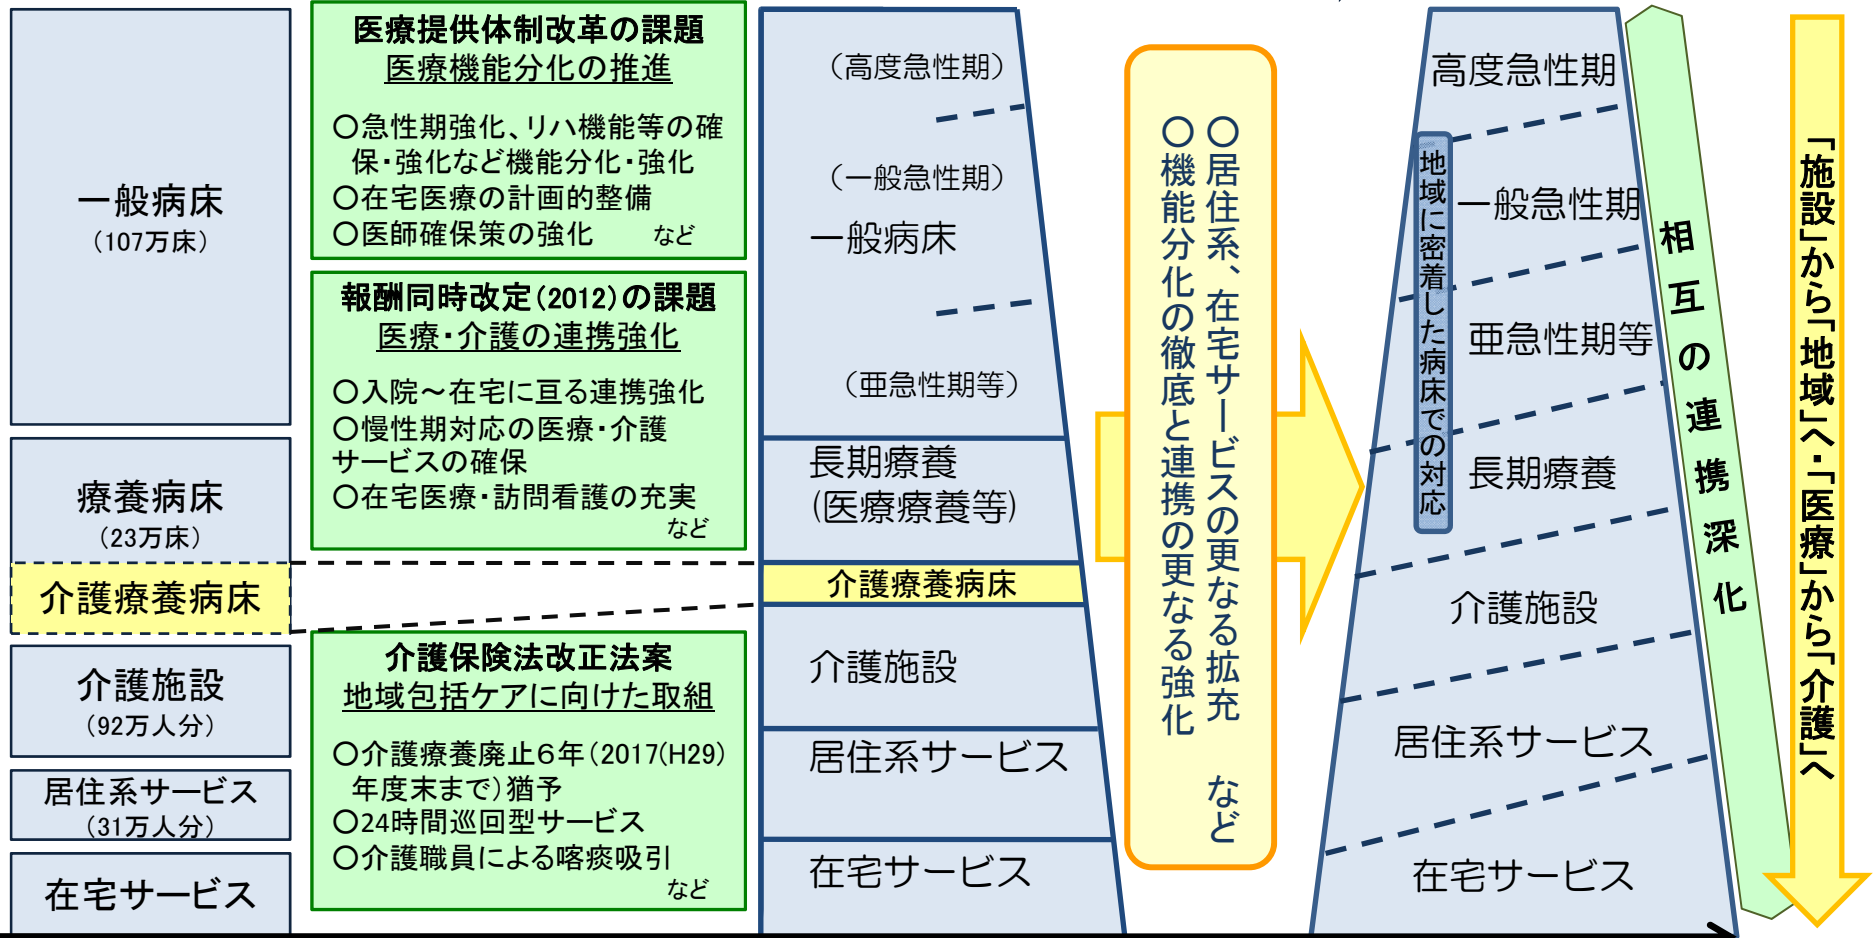 一般病床
(107万床)
療養病床
(23万床)
介護療養病床
介護施設
(92万人分)
居住系サービス
(31万人分)
在宅サービス
医療提供体制改革の課題
医療機能分化の推進
○急性期強化、リハ機能等の確
保・強化など機能分化・強化
○在宅医療の計画的整備
○医師確保策の強化 など
報酬同時改定(2012)の課題
医療・介護の連携強化
○入院～在宅に亘る連携強化
○慢性期対応の医療・介護
サービスの確保
○在宅医療・訪問看護の充実
など
介護保険法改正法案
地域包括ケアに向けた取組
○介護療養廃止6年(2017(H29)
年度末まで)猶予
○24時間巡回型サービス
○介護職員による喀痰吸引
など
(高度急性期)
(一般急性期)
一般病床
(亜急性期等)
長期療養
(医療療養等)
介護療養病床
介護施設
居住系サービス
在宅サービス
○居住系、在宅サービスの更なる拡充 など
○機能分化の徹底と連携の更なる強化
高度急性期
一般急性期
亜急性期等
長期療養
介護施設
居住系サービス
在宅サービス
地域に密着した病床での対応
相互の連携深化
「施設」から「地域」へ・「医療」から「介護」へ